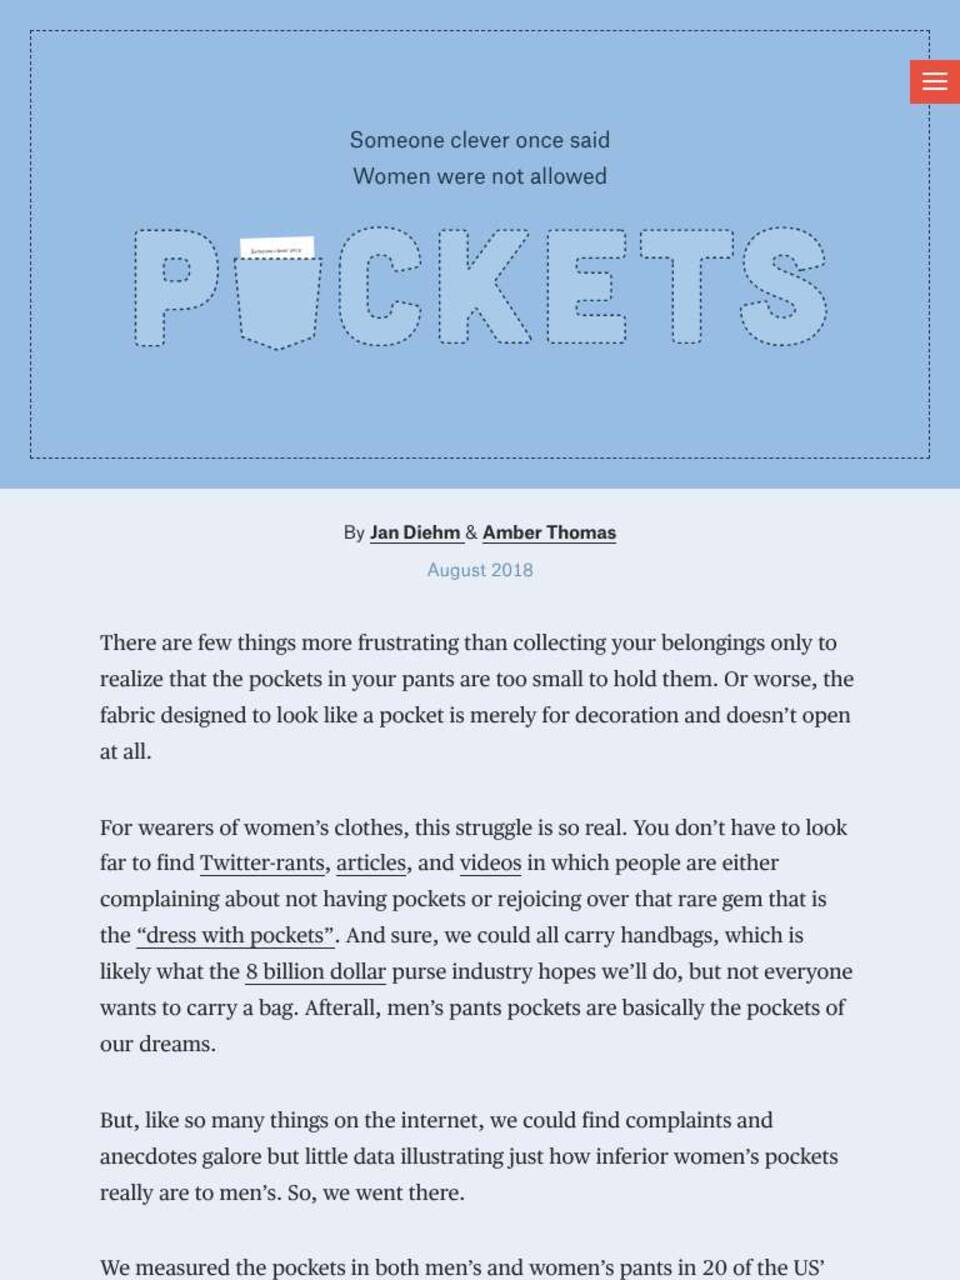 Someone clever once said
Women were not allowed
POCKETS
Someone clever once
By Jan Diehm & Amber Thomas
August 2018
There are few things more frustrating than collecting your belongings only to
realize that the pockets in your pants are too small to hold them. Or worse, the
fabric designed to look like a pocket is merely for decoration and doesn’t open
at all.
For wearers of women’s clothes, this struggle is so real. You don’t have to look
far to find Twitter-rants, articles, and videos in which people are either
complaining about not having pockets or rejoicing over that rare gem that is
the “dress with pockets”. And sure, we could all carry handbags, which is
likely what the 8 billion dollar purse industry hopes we’ll do, but not everyone
wants to carry a bag. Afterall, men’s pants pockets are basically the pockets of
our dreams.
But, like so many things on the internet, we could find complaints and
anecdotes galore but little data illustrating just how inferior women’s pockets
really are to men’s. So, we went there.
We measured the pockets in both men’s and women’s pants in 20 of the US’